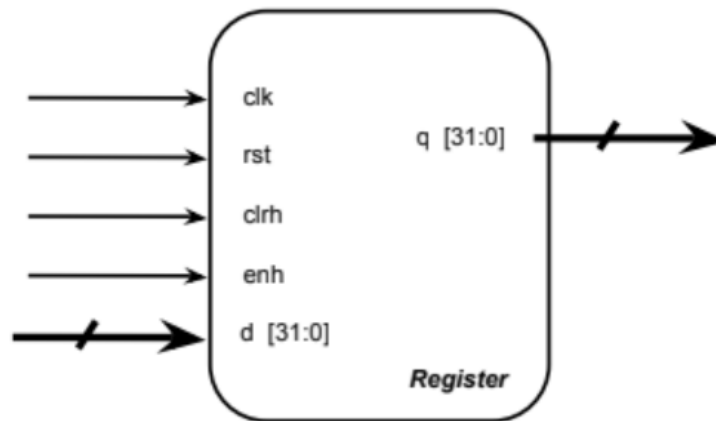 clk
rst
clrh
enh
d [31:0]
q [31:0]
Register